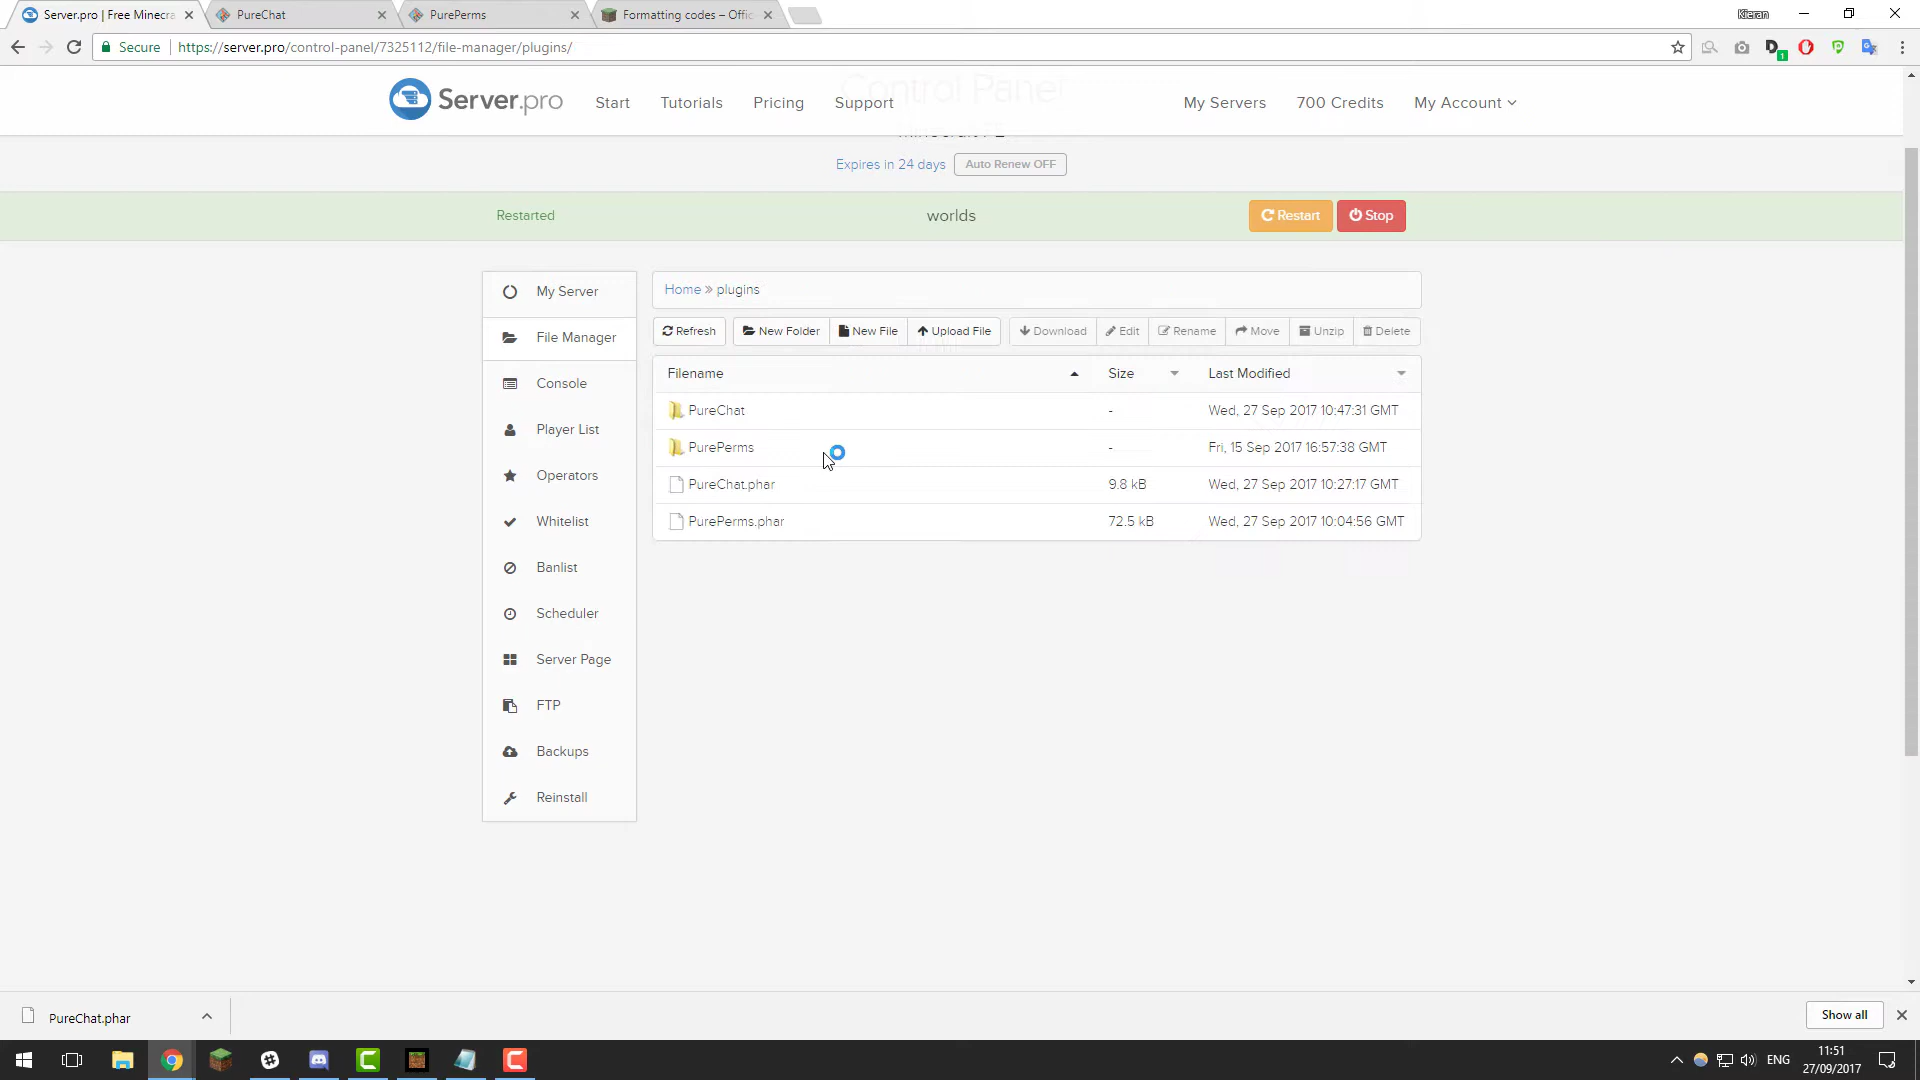 Server.pro | Free Minecra
PureChat
PurePerms
Formatting codes – Offic
Kieran
Secure
https://server.pro/control-panel/7325112/file-manager/plugins/
1
Server.pro
Start
Tutorials
Pricing
Support
Control Panel
My Servers
700 Credits
My Account
Expires in 24 days
Auto Renew OFF
Restarted
worlds
Restart
Stop
My Server
File Manager
Console
Player List
Operators
Whitelist
Banlist
Scheduler
Server Page
FTP
Backups
Reinstall
Home » plugins
Refresh
New Folder
New File
Upload File
Download
Edit
Rename
Move
Unzip
Delete
Filename Size Last Modified
PureChat - Wed, 27 Sep 2017 10:47:31 GMT
PurePerms - Fri, 15 Sep 2017 16:57:38 GMT
PureChat.phar 9.8 kB Wed, 27 Sep 2017 10:27:17 GMT
PurePerms.phar 72.5 kB Wed, 27 Sep 2017 10:04:56 GMT
PureChat.phar
Show all
ENG
11:51
27/09/2017